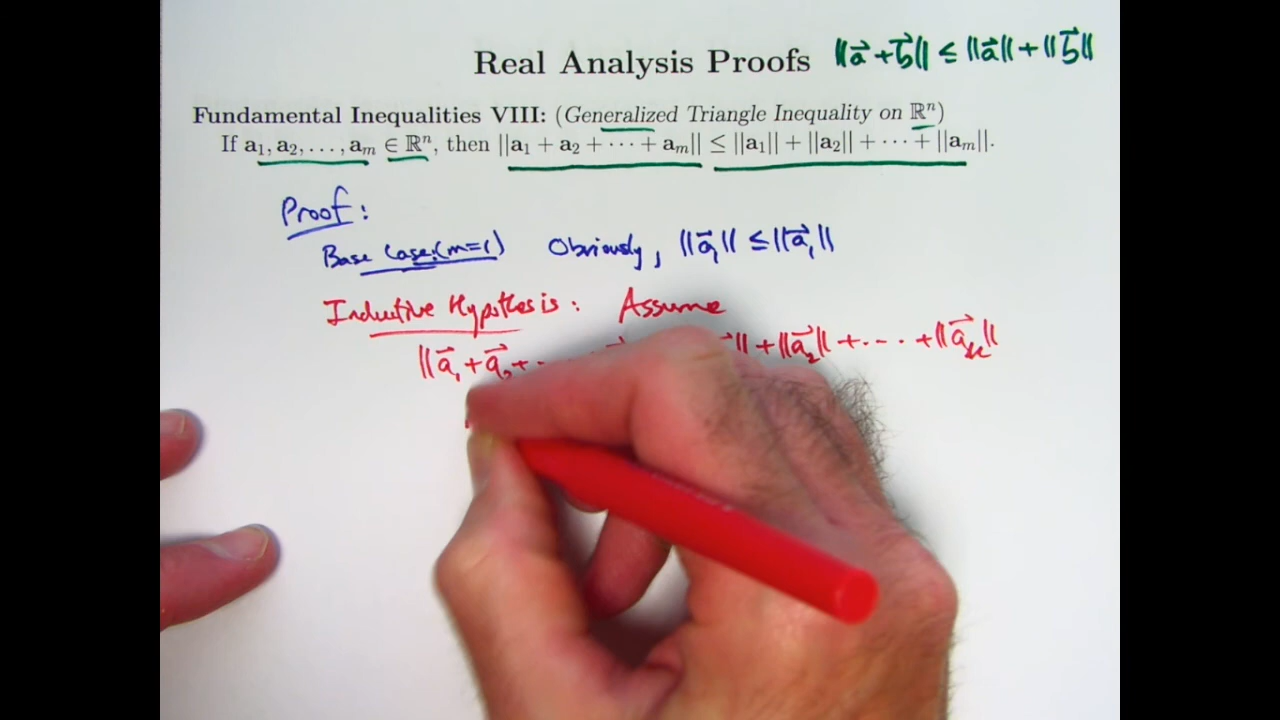 Real Analysis Proofs ‖a⃗ + b⃗‖ ≤ ‖a⃗‖ + ‖b⃗‖
Fundamental Inequalities VIII: (Generalized Triangle Inequality on ℝⁿ)
If a₁, a₂, …, aₘ ∈ ℝⁿ, then ||a₁ + a₂ + ⋯ + aₘ|| ≤ ||a₁|| + ||a₂|| + ⋯ + ||aₘ||.
Proof:
Base Case: (m=1) Obviously, ‖a⃗₁‖ ≤ ‖a⃗₁‖
Inductive Hypothesis: Assume
‖a⃗₁ + a⃗₂ + ‖ + ‖a⃗₂‖ + ⋯ + ‖a⃗ₖ‖